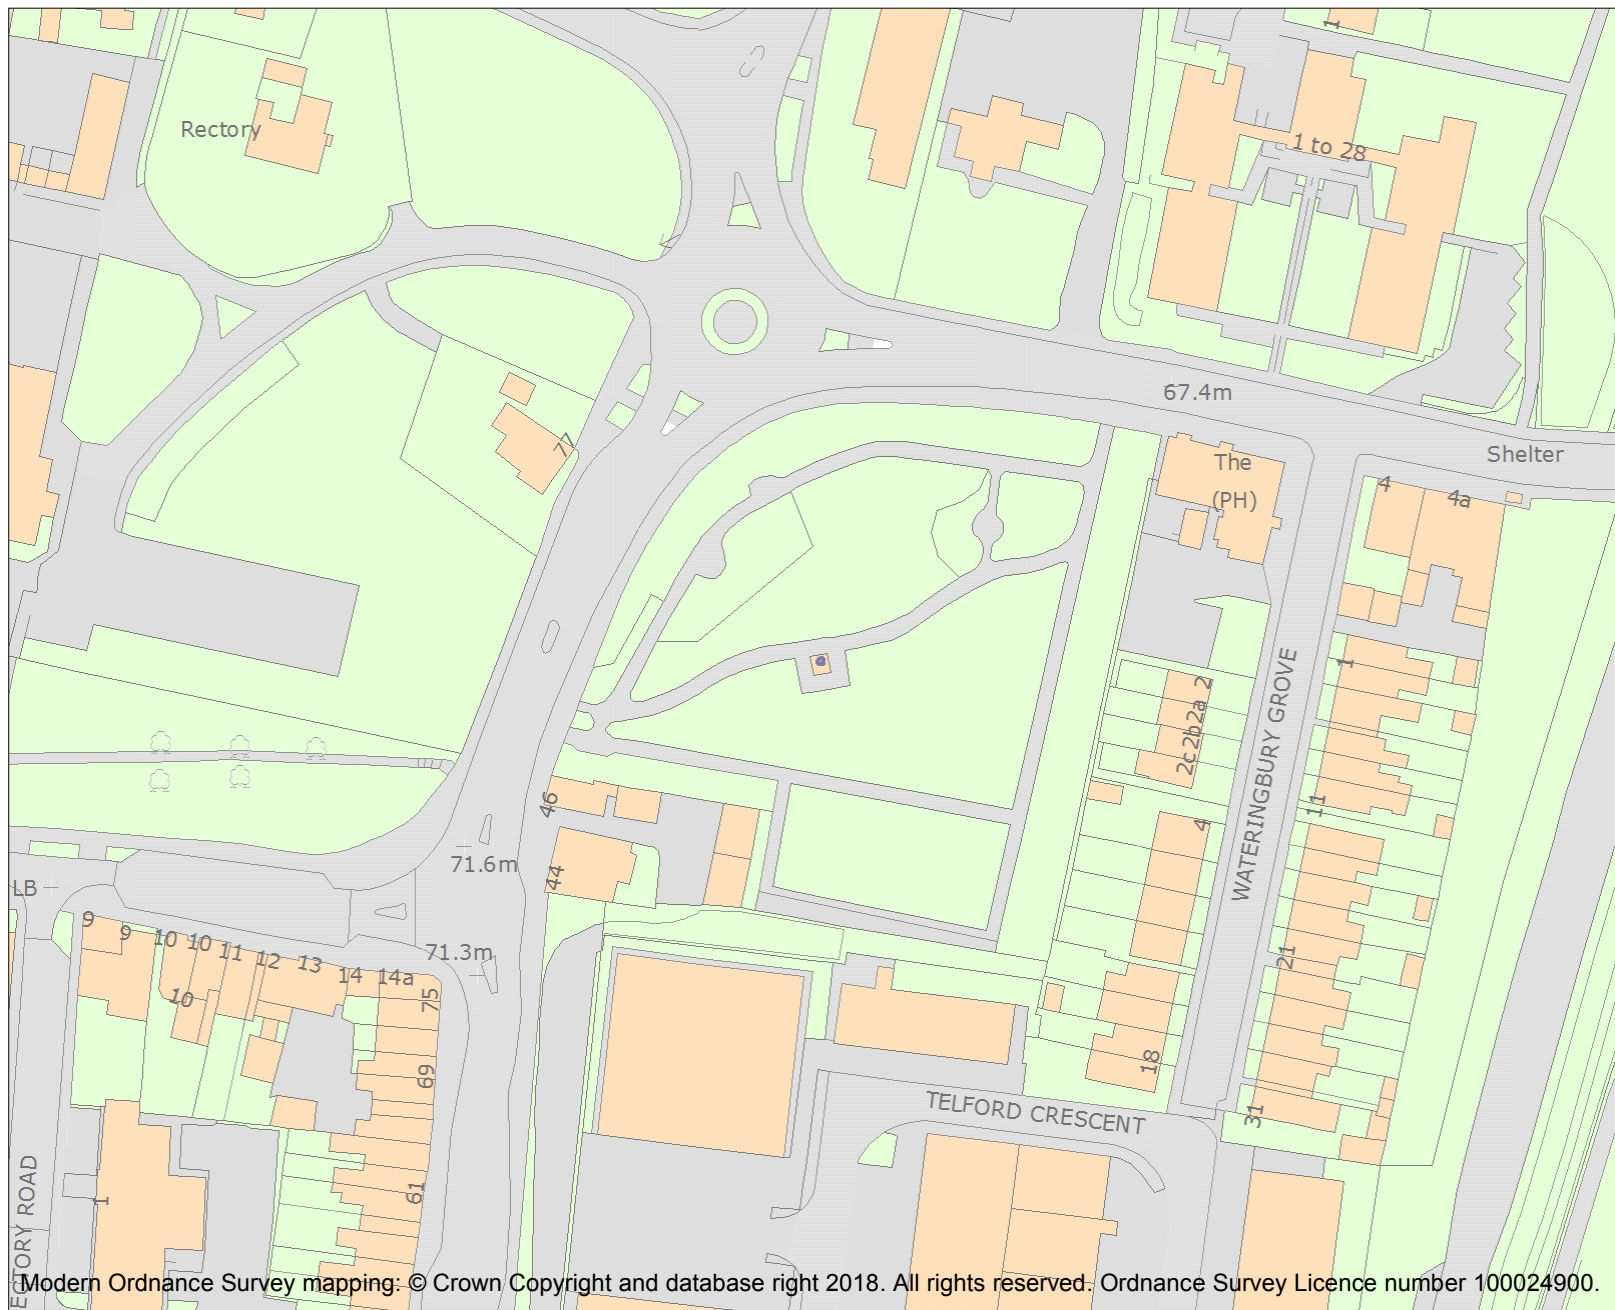 1
Rectory
1 to 28
67.4m
77
The
(PH)
Shelter
4
4a
WATERINGBURY GROVE
1
2
2a
2b
2c
46
11
4
44
71.6m
LB
9
9
10
10
11
12
13
14
14a
10
71.3m
75
21
69
18
31
TELFORD CRESCENT
61
1
ECTORY ROAD
Modern Ordnance Survey mapping: © Crown Copyright and database right 2018. All rights reserved. Ordnance Survey Licence number 100024900.